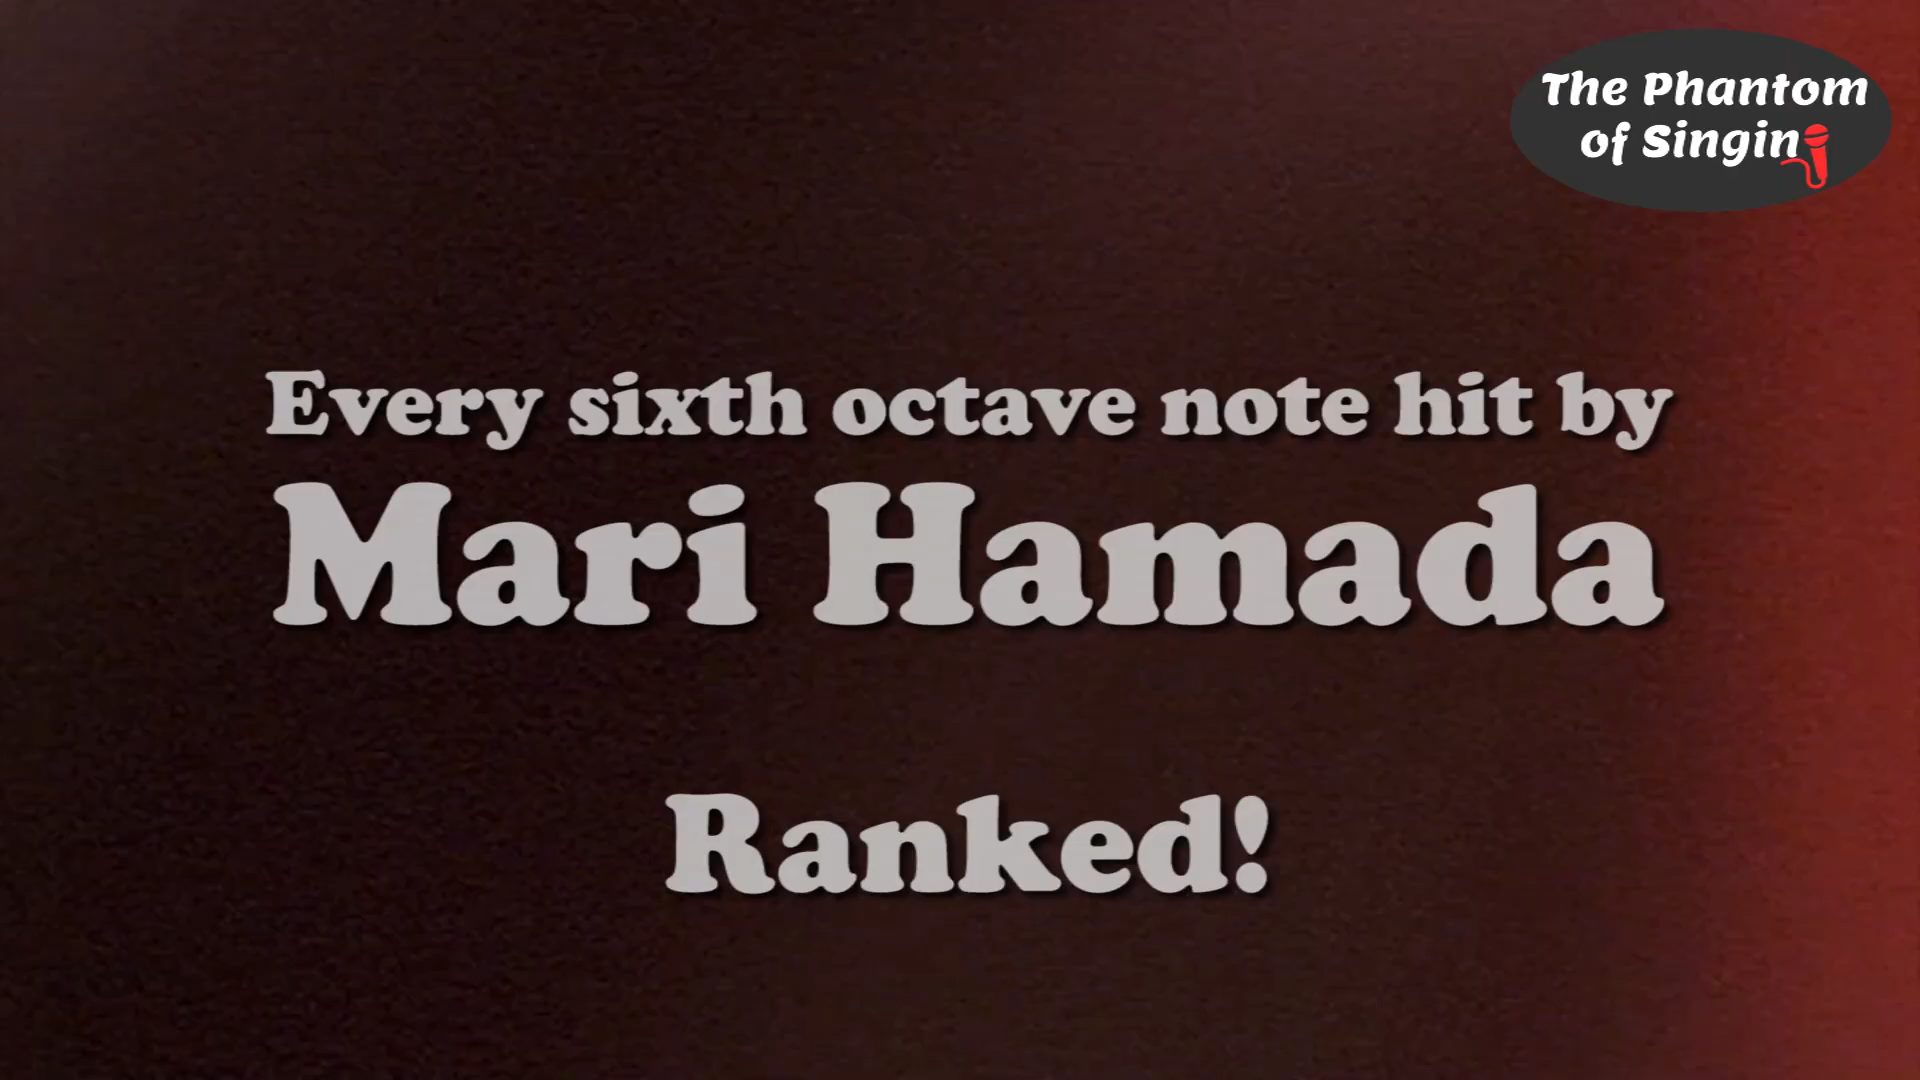 The Phantom
of Singin
Every sixth octave note hit by
Mari Hamada
Ranked!